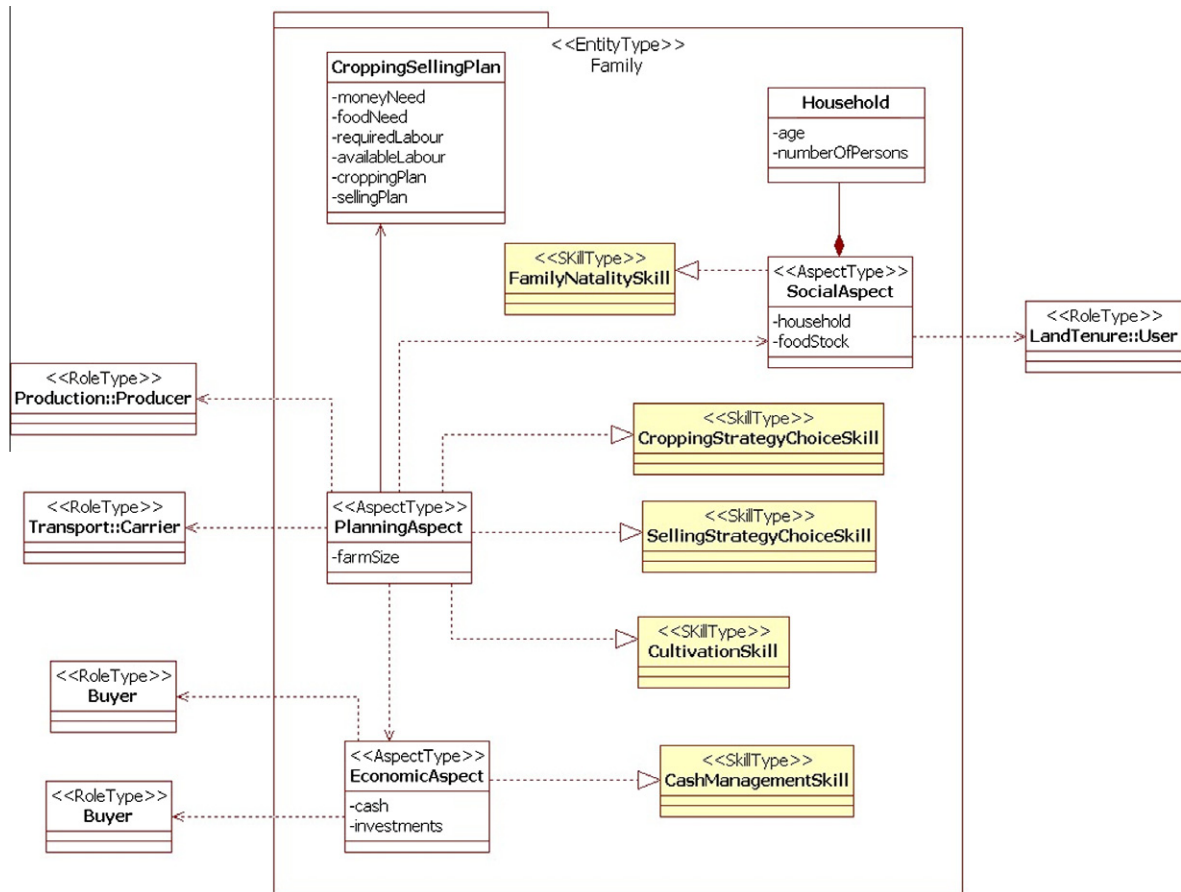 <<EntityType>>
Family
CroppingSellingPlan
-moneyNeed
-foodNeed
-requiredLabour
-availableLabour
-croppingPlan
-sellingPlan
Household
-age
-numberOfPersons
<<SKillType>>
FamilyNatalitySkill
<<AspectType>>
SocialAspect
-household
-foodStock
<<RoleType>>
LandTenure::User
<<RoleType>>
Production::Producer
<<SkillType>>
CroppingStrategyChoiceSkill
<<RoleType>>
Transport::Carrier
<<AspectType>>
PlanningAspect
-farmSize
<<SkillType>>
SellingStrategyChoiceSkill
<<SKillType>>
CultivationSkill
<<RoleType>>
Buyer
<<AspectType>>
EconomicAspect
-cash
-investments
<<SkillType>>
CashManagementSkill
<<RoleType>>
Buyer